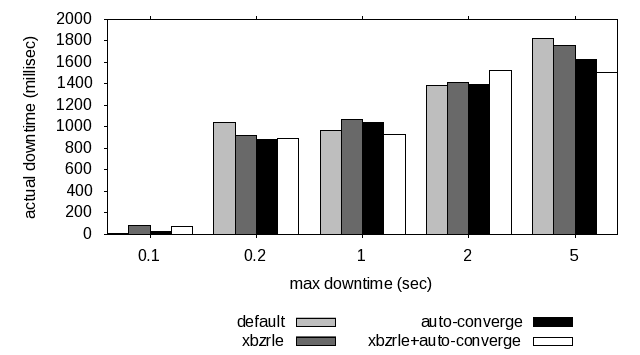 actual downtime (millisec)
2000
1800
1600
1400
1200
1000
800
600
400
200
0
0.1 0.2 1 2 5
max downtime (sec)
default auto-converge
xbzrle xbzrle+auto-converge